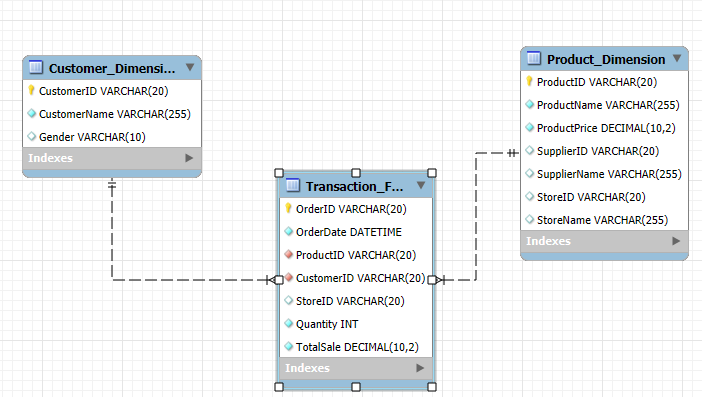 Customer_Dimensi...
CustomerID VARCHAR(20)
CustomerName VARCHAR(255)
Gender VARCHAR(10)
Indexes
Transaction_F...
OrderID VARCHAR(20)
OrderDate DATETIME
ProductID VARCHAR(20)
CustomerID VARCHAR(20)
StoreID VARCHAR(20)
Quantity INT
TotalSale DECIMAL(10,2)
Indexes
Product_Dimension
ProductID VARCHAR(20)
ProductName VARCHAR(255)
ProductPrice DECIMAL(10,2)
SupplierID VARCHAR(20)
SupplierName VARCHAR(255)
StoreID VARCHAR(20)
StoreName VARCHAR(255)
Indexes